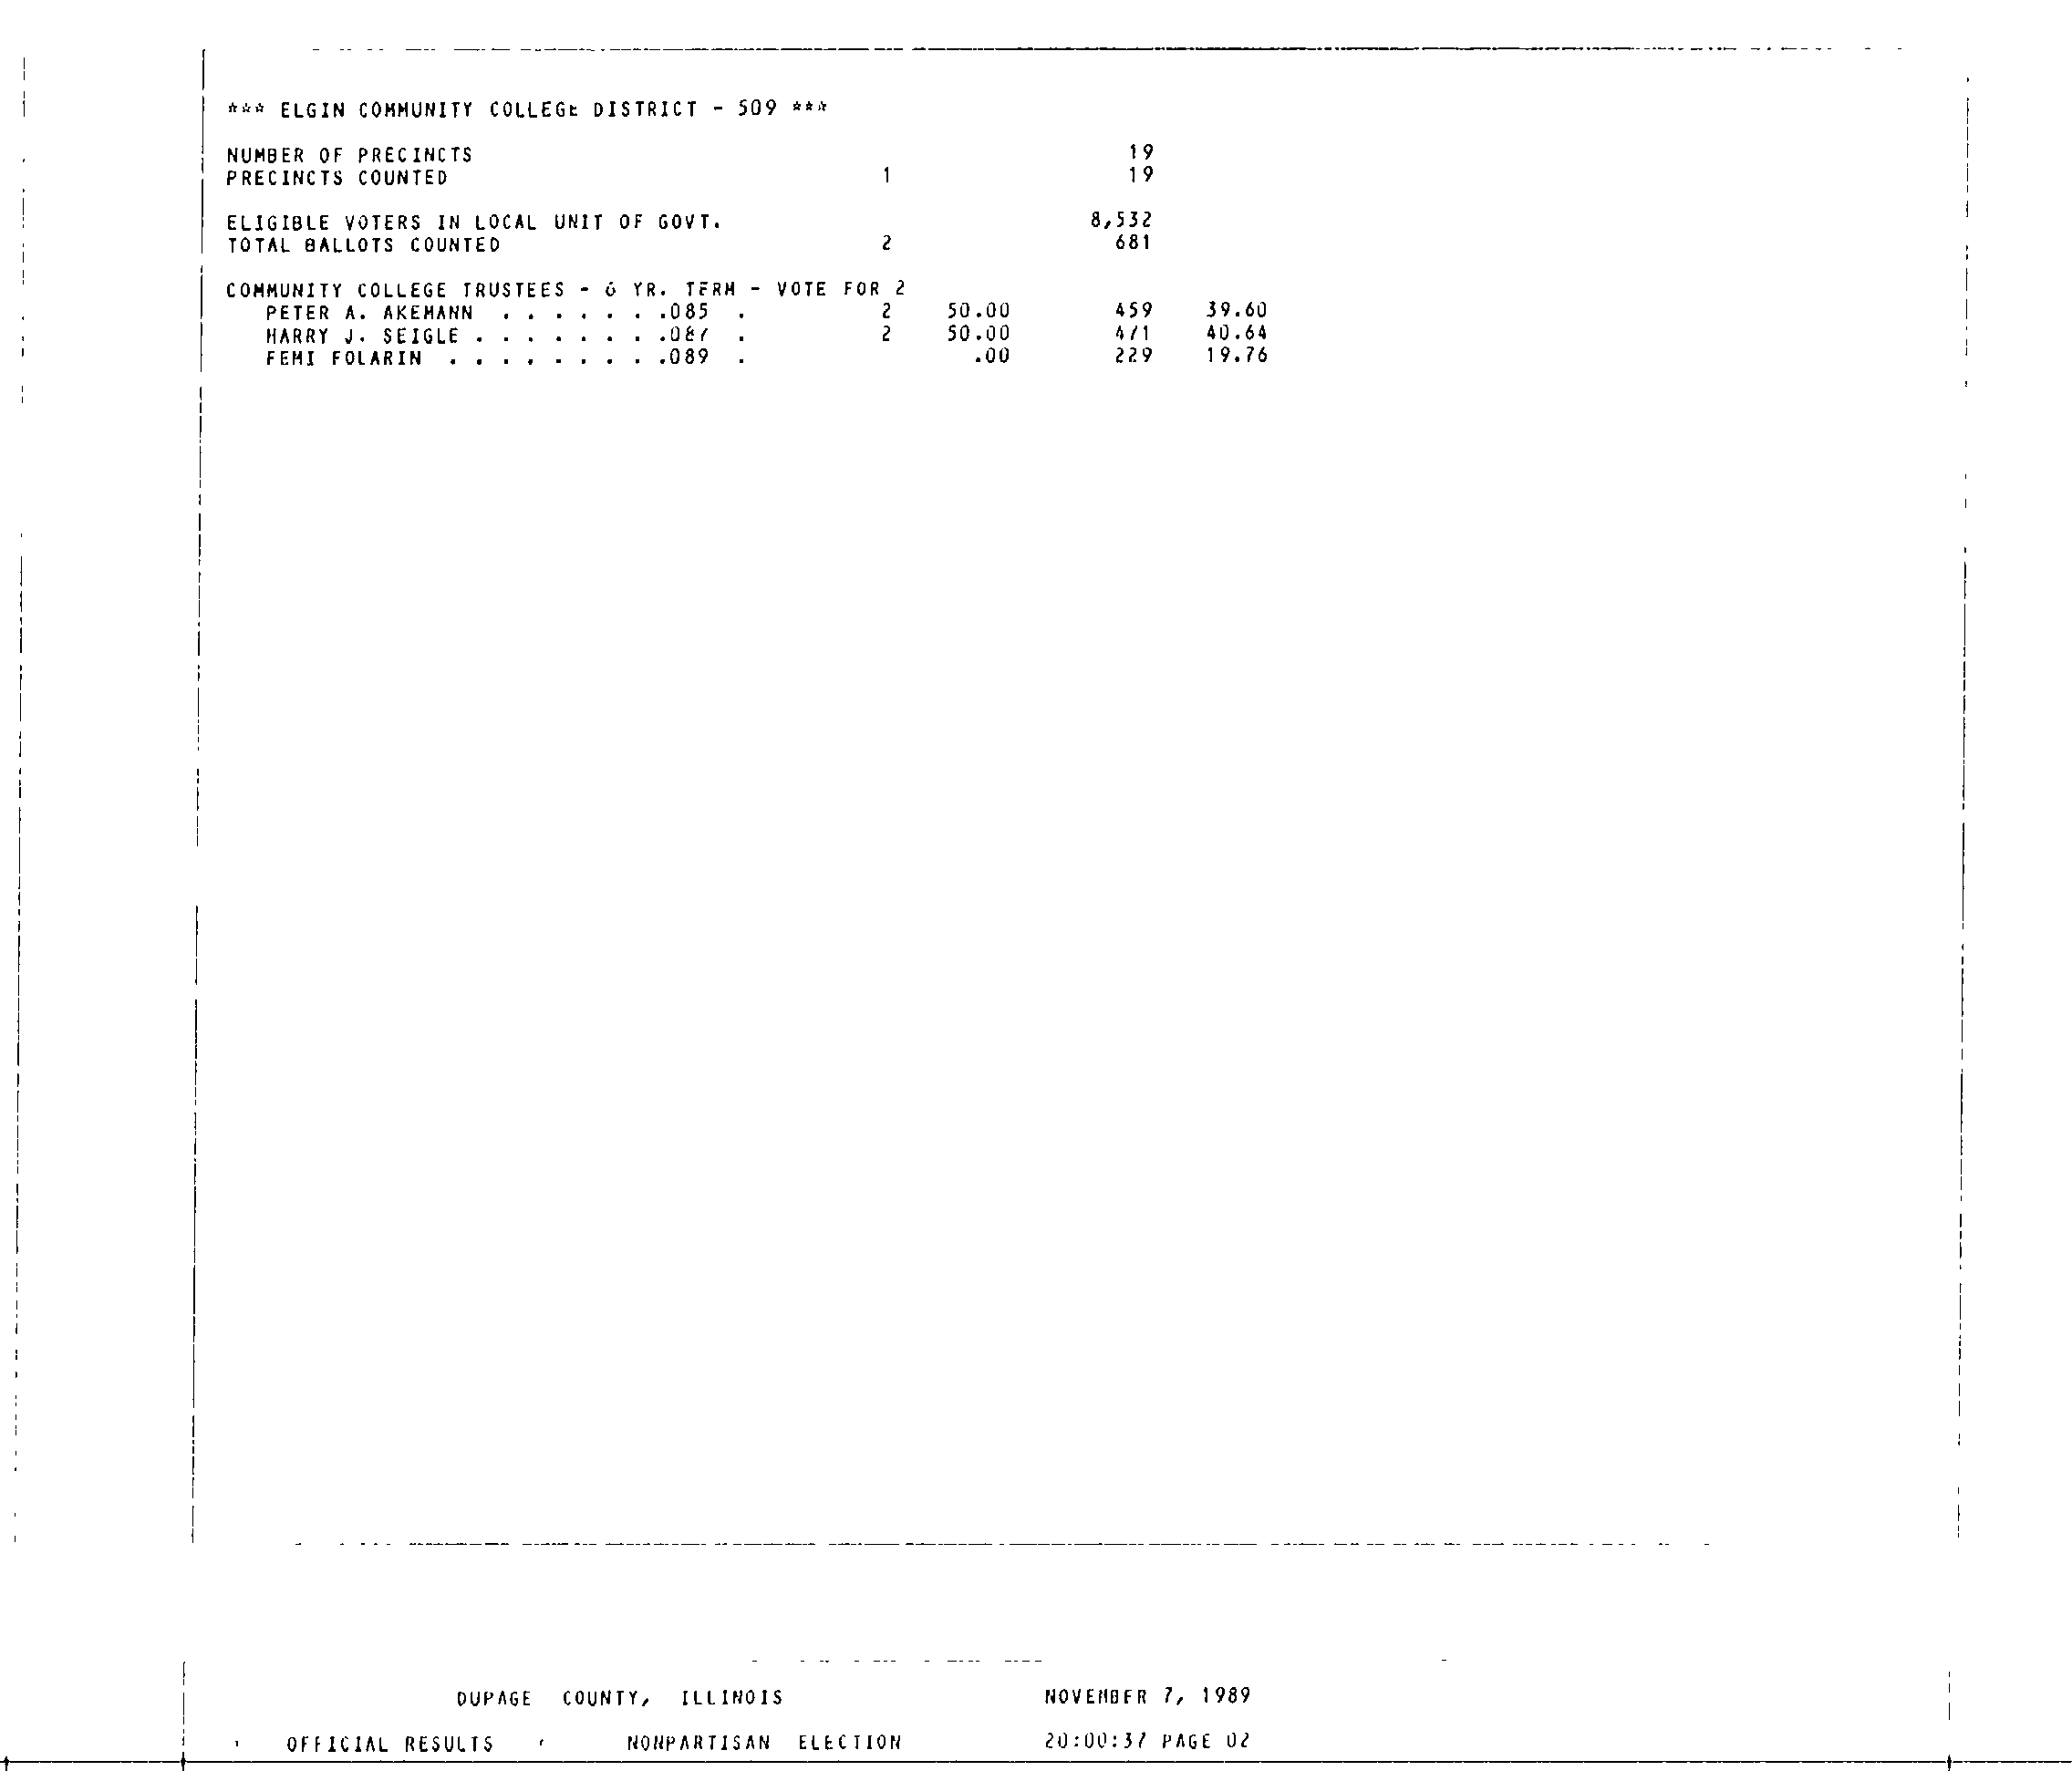 *** ELGIN COMMUNITY COLLEGE DISTRICT - 509 ***
NUMBER OF PRECINCTS 19
PRECINCTS COUNTED 1 19
ELIGIBLE VOTERS IN LOCAL UNIT OF GOVT. 8,532
TOTAL BALLOTS COUNTED 2 681
COMMUNITY COLLEGE TRUSTEES - 6 YR. TERM - VOTE FOR 2
PETER A. AKEMANN . . . . . . .085 . 2 50.00 459 39.60
HARRY J. SEIGLE . . . . . . . .087 . 2 50.00 471 40.64
FEMI FOLARIN . . . . . . . . .089 . .00 229 19.76
DUPAGE COUNTY, ILLINOIS NOVEMBER 7, 1989
OFFICIAL RESULTS NONPARTISAN ELECTION 20:00:37 PAGE 02